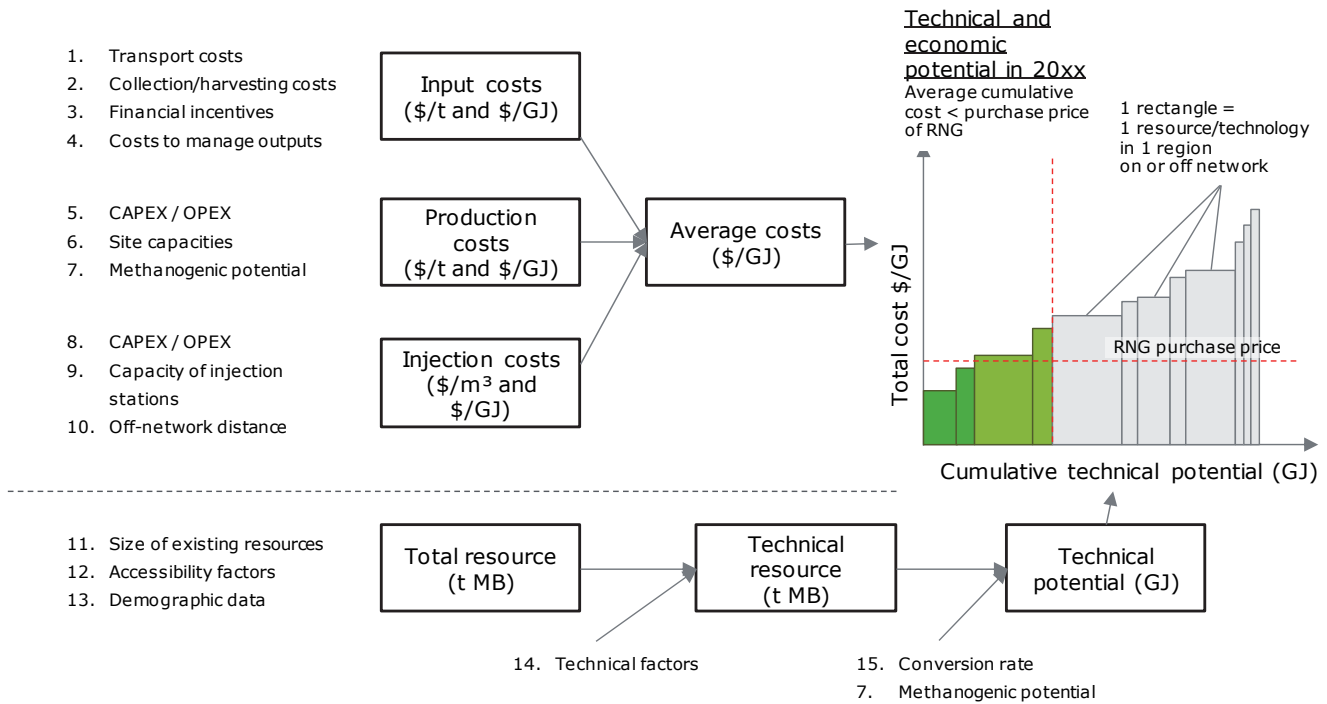 1. Transport costs
2. Collection/harvesting costs
3. Financial incentives
4. Costs to manage outputs
Input costs
($/t and $/GJ)
5. CAPEX / OPEX
6. Site capacities
7. Methanogenic potential
Production
costs
($/t and $/GJ)
8. CAPEX / OPEX
9. Capacity of injection
stations
10. Off-network distance
Injection costs
($/m³ and
$/GJ)
Average costs
($/GJ)
Technical and
economic
potential in 20xx
Average cumulative
cost < purchase price
of RNG
1 rectangle =
1 resource/technology
in 1 region
on or off network
Total cost $/GJ
RNG purchase price
Cumulative technical potential (GJ)
11. Size of existing resources
12. Accessibility factors
13. Demographic data
Total resource
(t MB)
Technical
resource
(t MB)
Technical
potential (GJ)
14. Technical factors
15. Conversion rate
7. Methanogenic potential